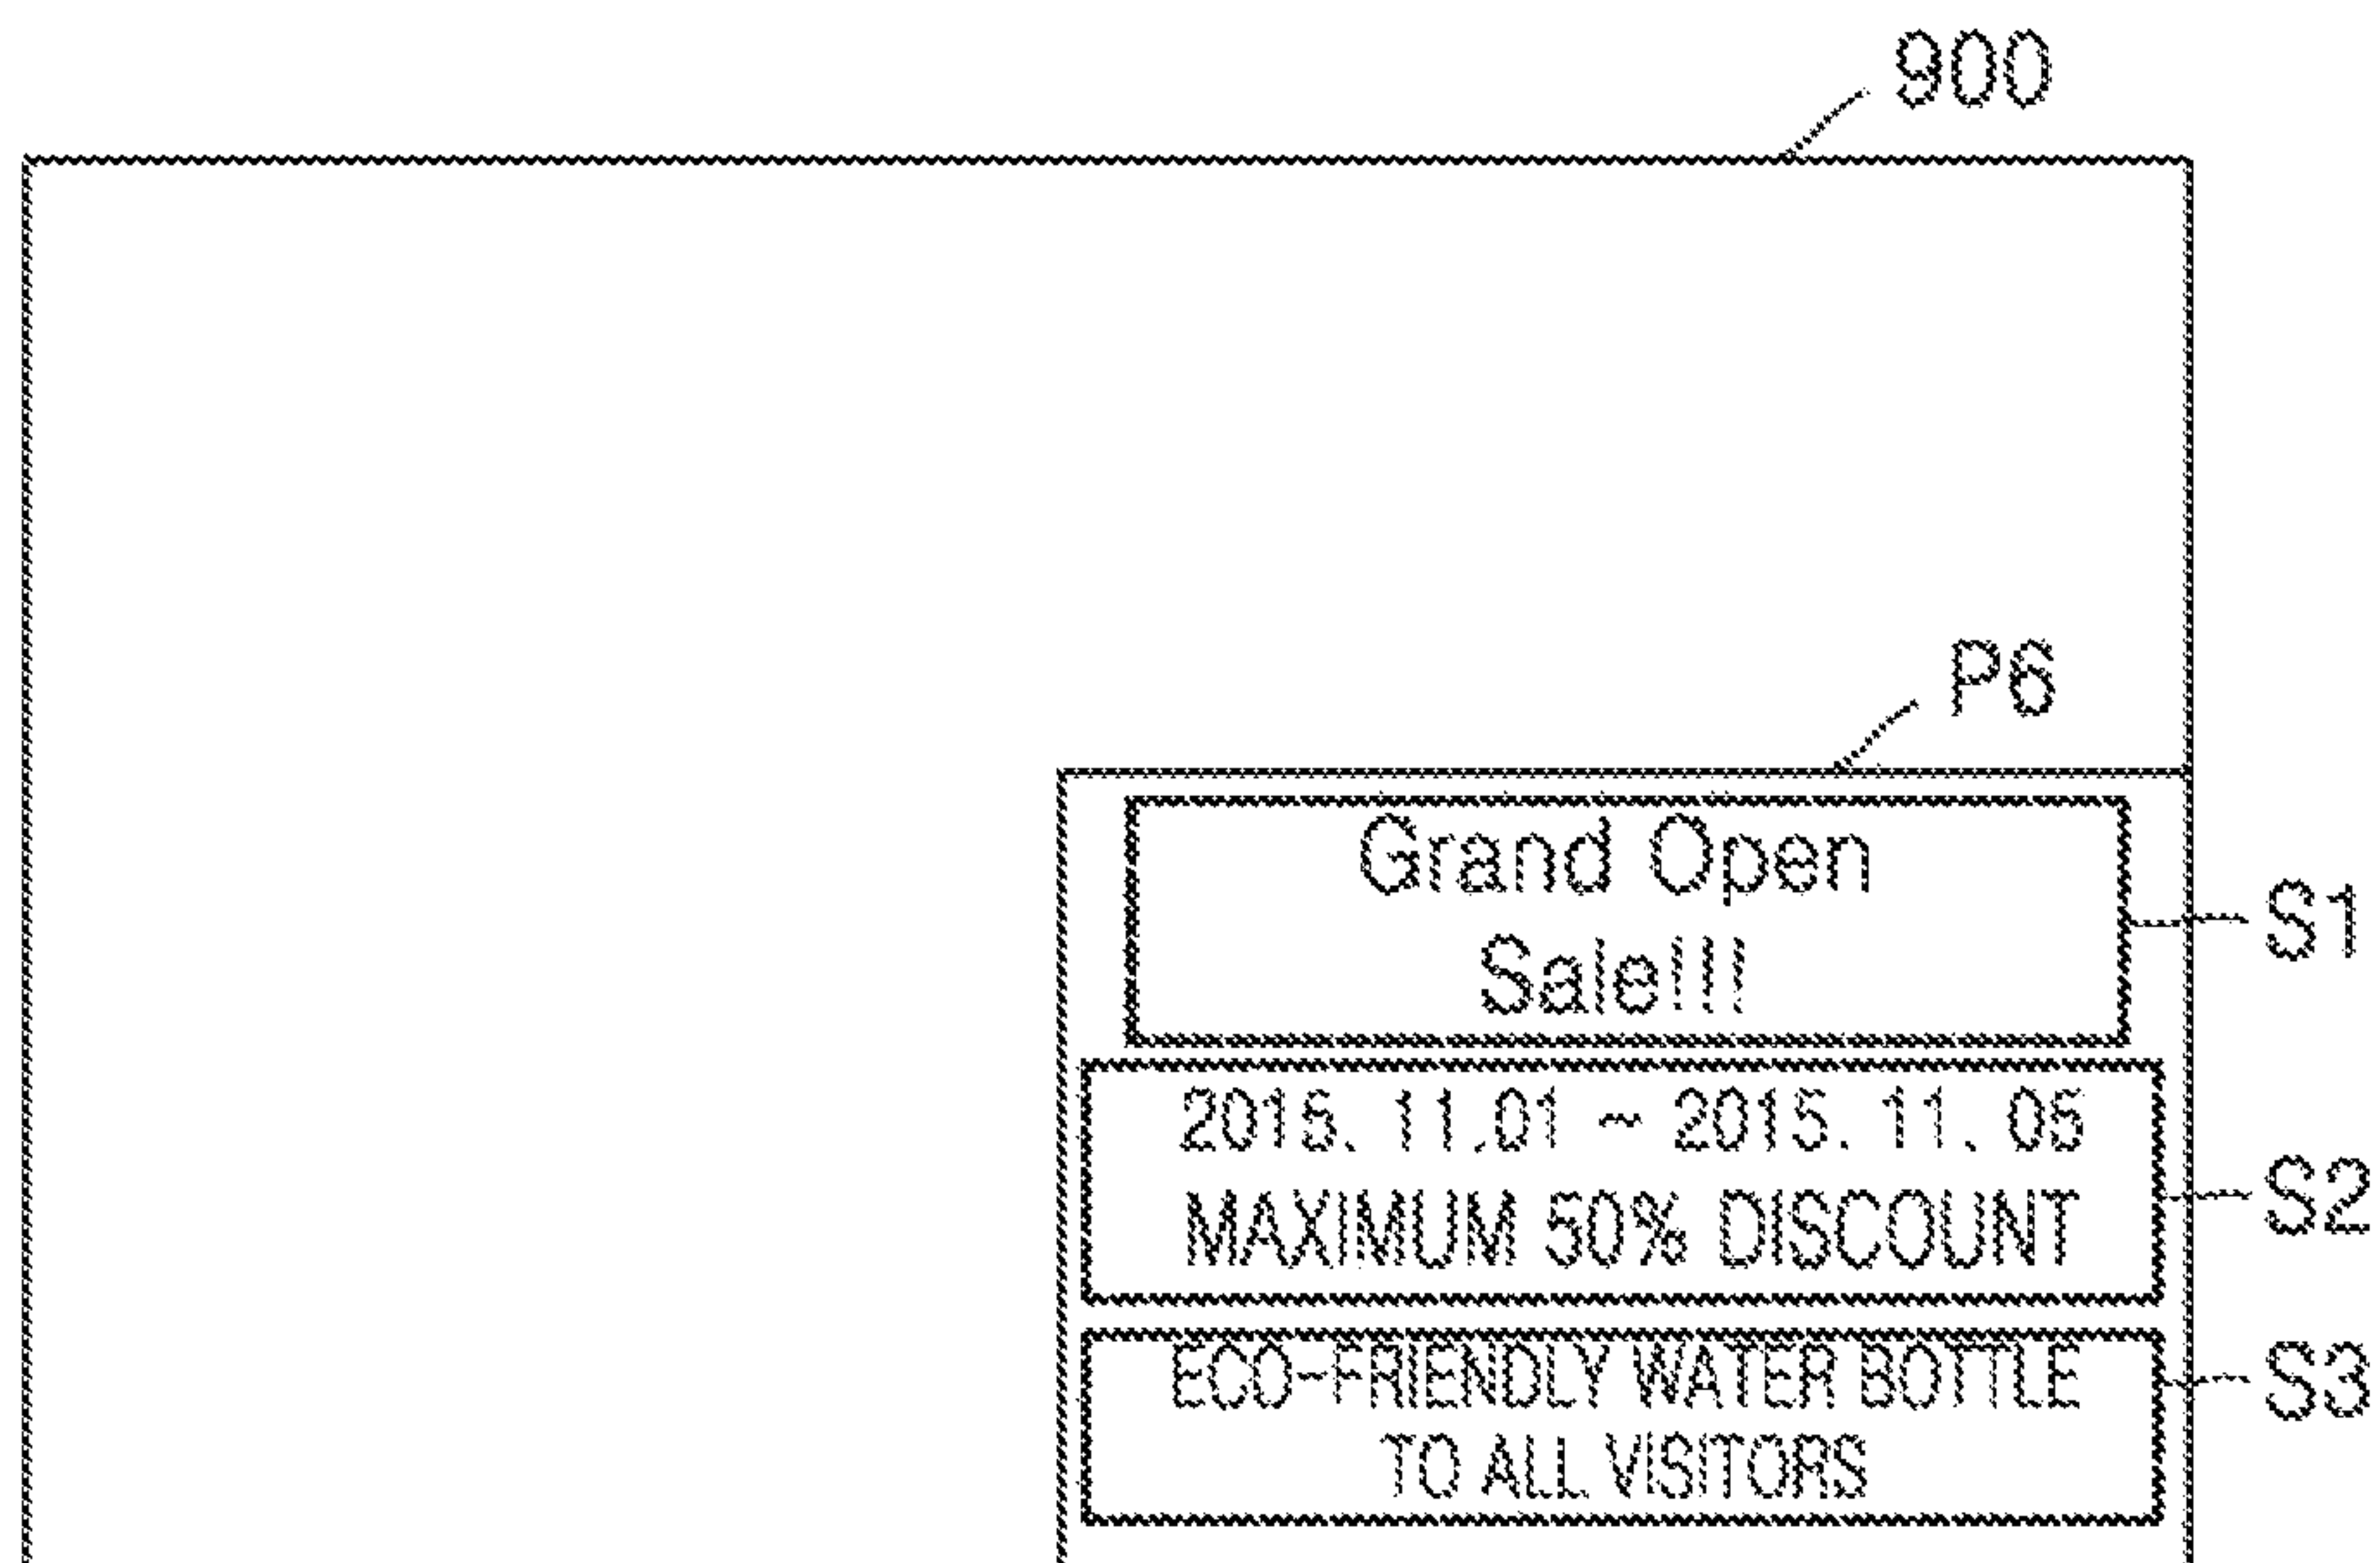 900
P6
Grand Open
Sale!!!
S1
2015. 11.01 ~ 2015. 11. 05
MAXIMUM 50% DISCOUNT
S2
ECO-FRIENDLY WATER BOTTLE
TO ALL VISITORS
S3